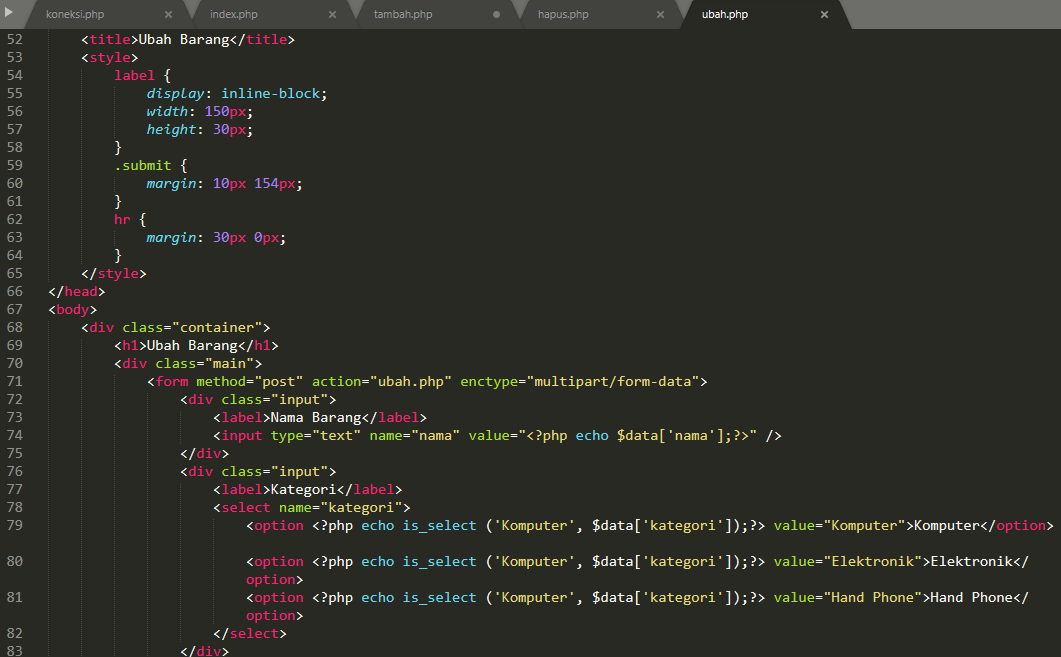 koneksi.php × index.php × tambah.php ● hapus.php × ubah.php ×
52 <title>Ubah Barang</title>
53 <style>
54 label {
55 display: inline-block;
56 width: 150px;
57 height: 30px;
58 }
59 .submit {
60 margin: 10px 154px;
61 }
62 hr {
63 margin: 30px 0px;
64 }
65 </style>
66 </head>
67 <body>
68 <div class="container">
69 <h1>Ubah Barang</h1>
70 <div class="main">
71 <form method="post" action="ubah.php" enctype="multipart/form-data">
72 <div class="input">
73 <label>Nama Barang</label>
74 <input type="text" name="nama" value="<?php echo $data['nama'];?>" />
75 </div>
76 <div class="input">
77 <label>Kategori</label>
78 <select name="kategori">
79 <option <?php echo is_select ('Komputer', $data['kategori']);?> value="Komputer">Komputer</option>
80 <option <?php echo is_select ('Komputer', $data['kategori']);?> value="Elektronik">Elektronik</
option>
81 <option <?php echo is_select ('Komputer', $data['kategori']);?> value="Hand Phone">Hand Phone</
option>
82 </select>
83 </div>